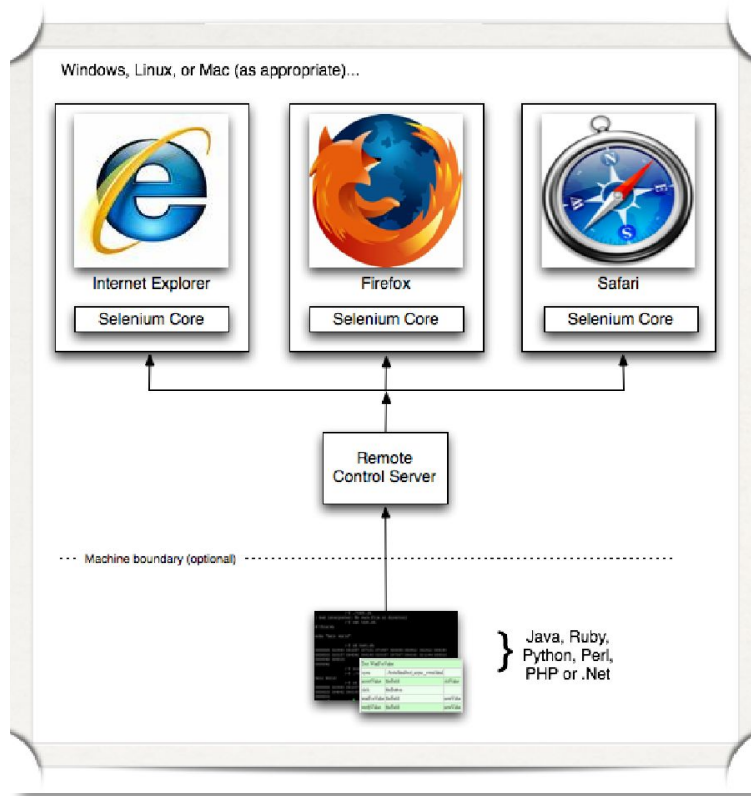 Windows, Linux, or Mac (as appropriate)...
Internet Explorer
Firefox
Safari
Selenium Core
Selenium Core
Selenium Core
Remote
Control Server
Machine boundary (optional)
Java, Ruby,
Python, Perl,
PHP or .Net